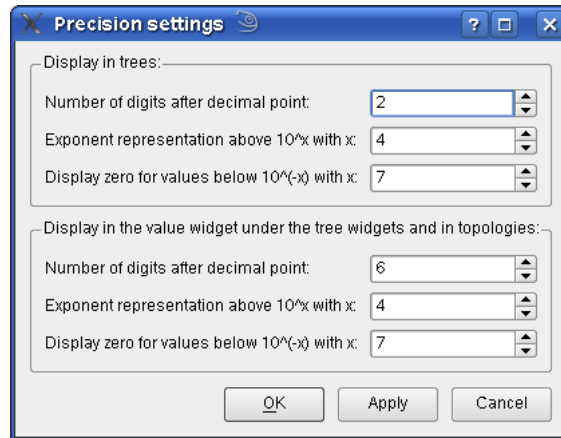 Precision settings
Display in trees:
Number of digits after decimal point: 2
Exponent representation above 10^x with x: 4
Display zero for values below 10^(-x) with x: 7
Display in the value widget under the tree widgets and in topologies:
Number of digits after decimal point: 6
Exponent representation above 10^x with x: 4
Display zero for values below 10^(-x) with x: 7
OK Apply Cancel